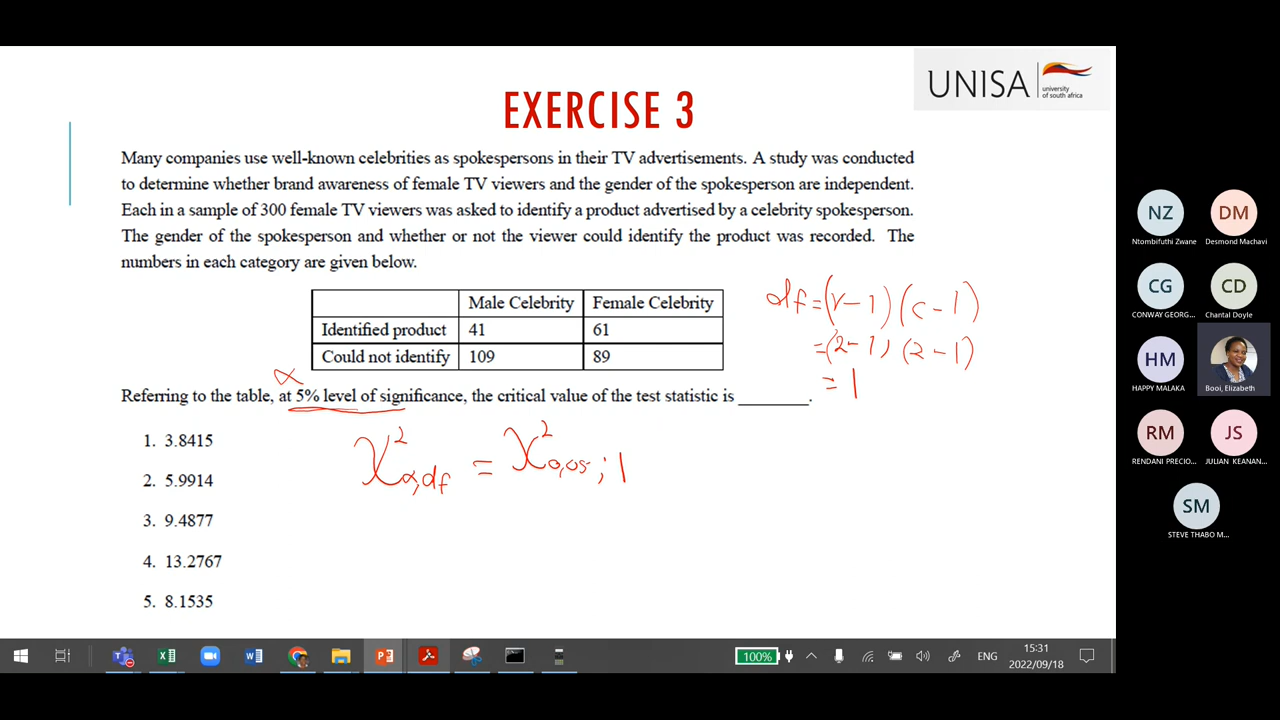 UNISA
university
of south africa
EXERCISE 3
Many companies use well-known celebrities as spokespersons in their TV advertisements. A study was conducted
to determine whether brand awareness of female TV viewers and the gender of the spokesperson are independent.
Each in a sample of 300 female TV viewers was asked to identify a product advertised by a celebrity spokesperson.
The gender of the spokesperson and whether or not the viewer could identify the product was recorded. The
numbers in each category are given below.
Male Celebrity Female Celebrity
Identified product 41 61
Could not identify 109 89
df = (r-1)(c-1)
= (2-1)(2-1)
= 1
α
Referring to the table, at 5% level of significance, the critical value of the test statistic is ________.
χ²α,df = χ²0,05;1
1. 3.8415
2. 5.9914
3. 9.4877
4. 13.2767
5. 8.1535
NZ DM
Ntombifuthi Zwane Desmond Machavi
CG CD
CONWAY GEORG... Chantal Doyle
HM
HAPPY MALAKA Booi, Elizabeth
RM JS
RENDANI PRECIO... JULIAN KEANAN...
SM
STEVE THABO M...
100% ENG 15:31
2022/09/18